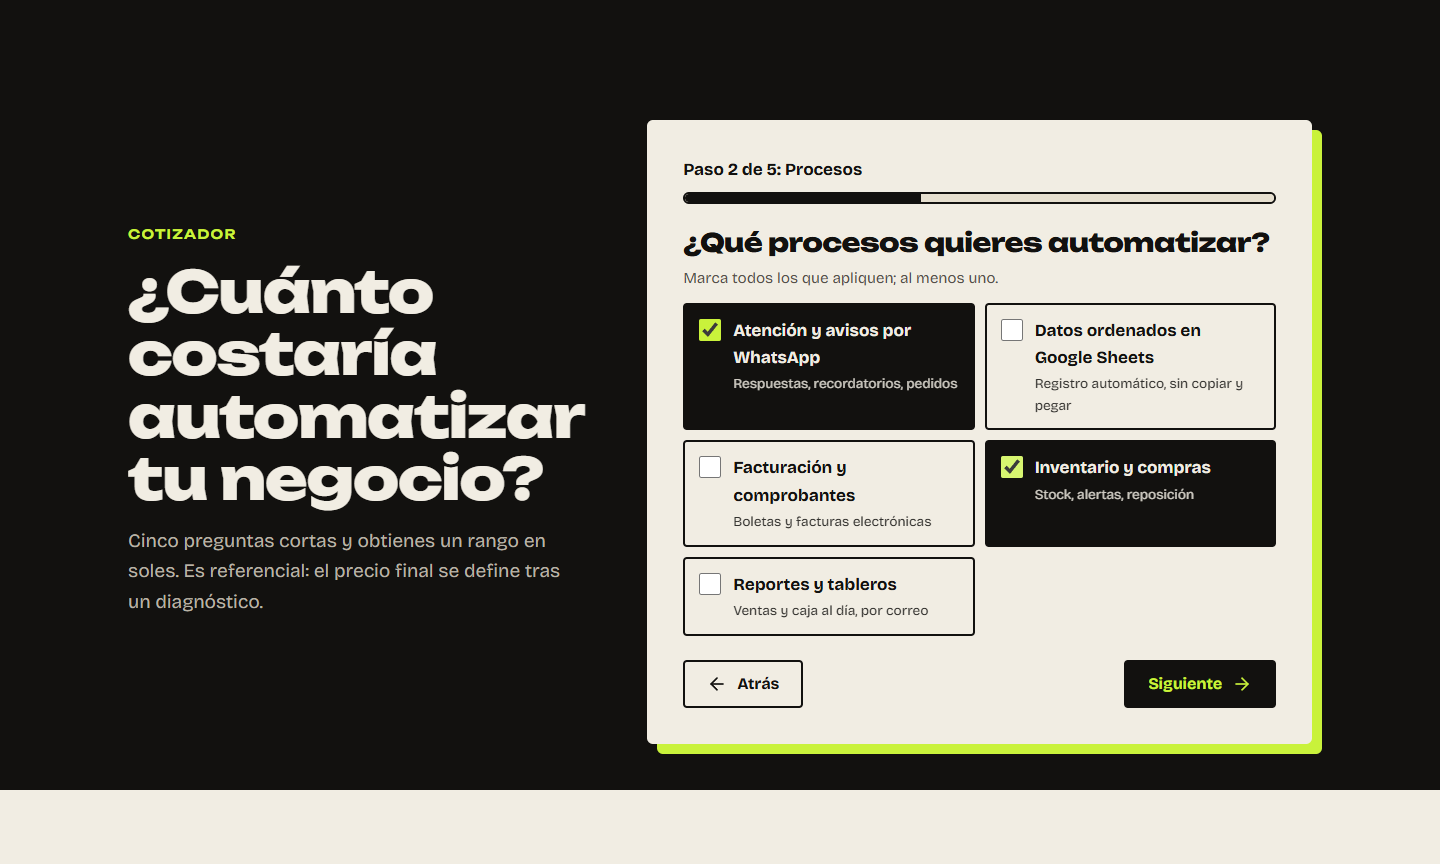 COTIZADOR
¿Cuánto
costaría
automatizar
tu negocio?
Cinco preguntas cortas y obtienes un rango en
soles. Es referencial: el precio final se define tras
un diagnóstico.
Paso 2 de 5: Procesos
¿Qué procesos quieres automatizar?
Marca todos los que apliquen; al menos uno.
Atención y avisos por
WhatsApp
Respuestas, recordatorios, pedidos
Datos ordenados en
Google Sheets
Registro automático, sin copiar y
pegar
Facturación y
comprobantes
Boletas y facturas electrónicas
Inventario y compras
Stock, alertas, reposición
Reportes y tableros
Ventas y caja al día, por correo
Atrás
Siguiente